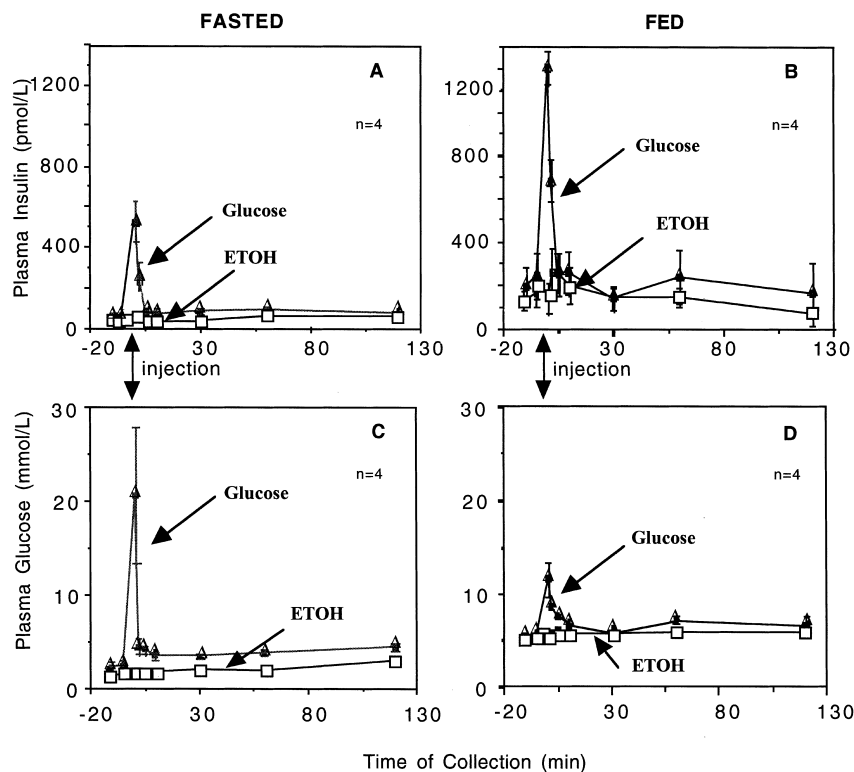 FASTED
FED
Plasma Insulin (pmol/L)
1200
800
400
0
A
n=4
Glucose
ETOH
-20
30
80
130
injection
1200
800
400
0
B
n=4
Glucose
ETOH
-20
30
80
130
injection
Plasma Glucose (mmol/L)
30
20
10
0
C
n=4
Glucose
ETOH
-20
30
80
130
30
20
10
0
D
n=4
Glucose
ETOH
-20
30
80
130
Time of Collection (min)